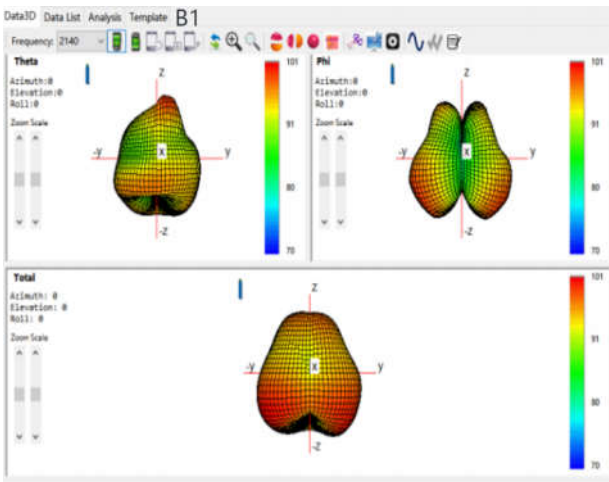 Data3D Data List Analysis Template B1
Frequency: 2140
Theta
Azimuth:0
Elevation:0
Roll:0
Zoom Scale
z
-y x y
-z
101
91
80
70
Phi
Azimuth:0
Elevation:0
Roll:0
Zoom Scale
z
-y x y
-z
101
91
80
70
Total
Azimuth: 0
Elevation: 0
Roll: 0
Zoom Scale
z
-y x y
-z
101
91
80
70